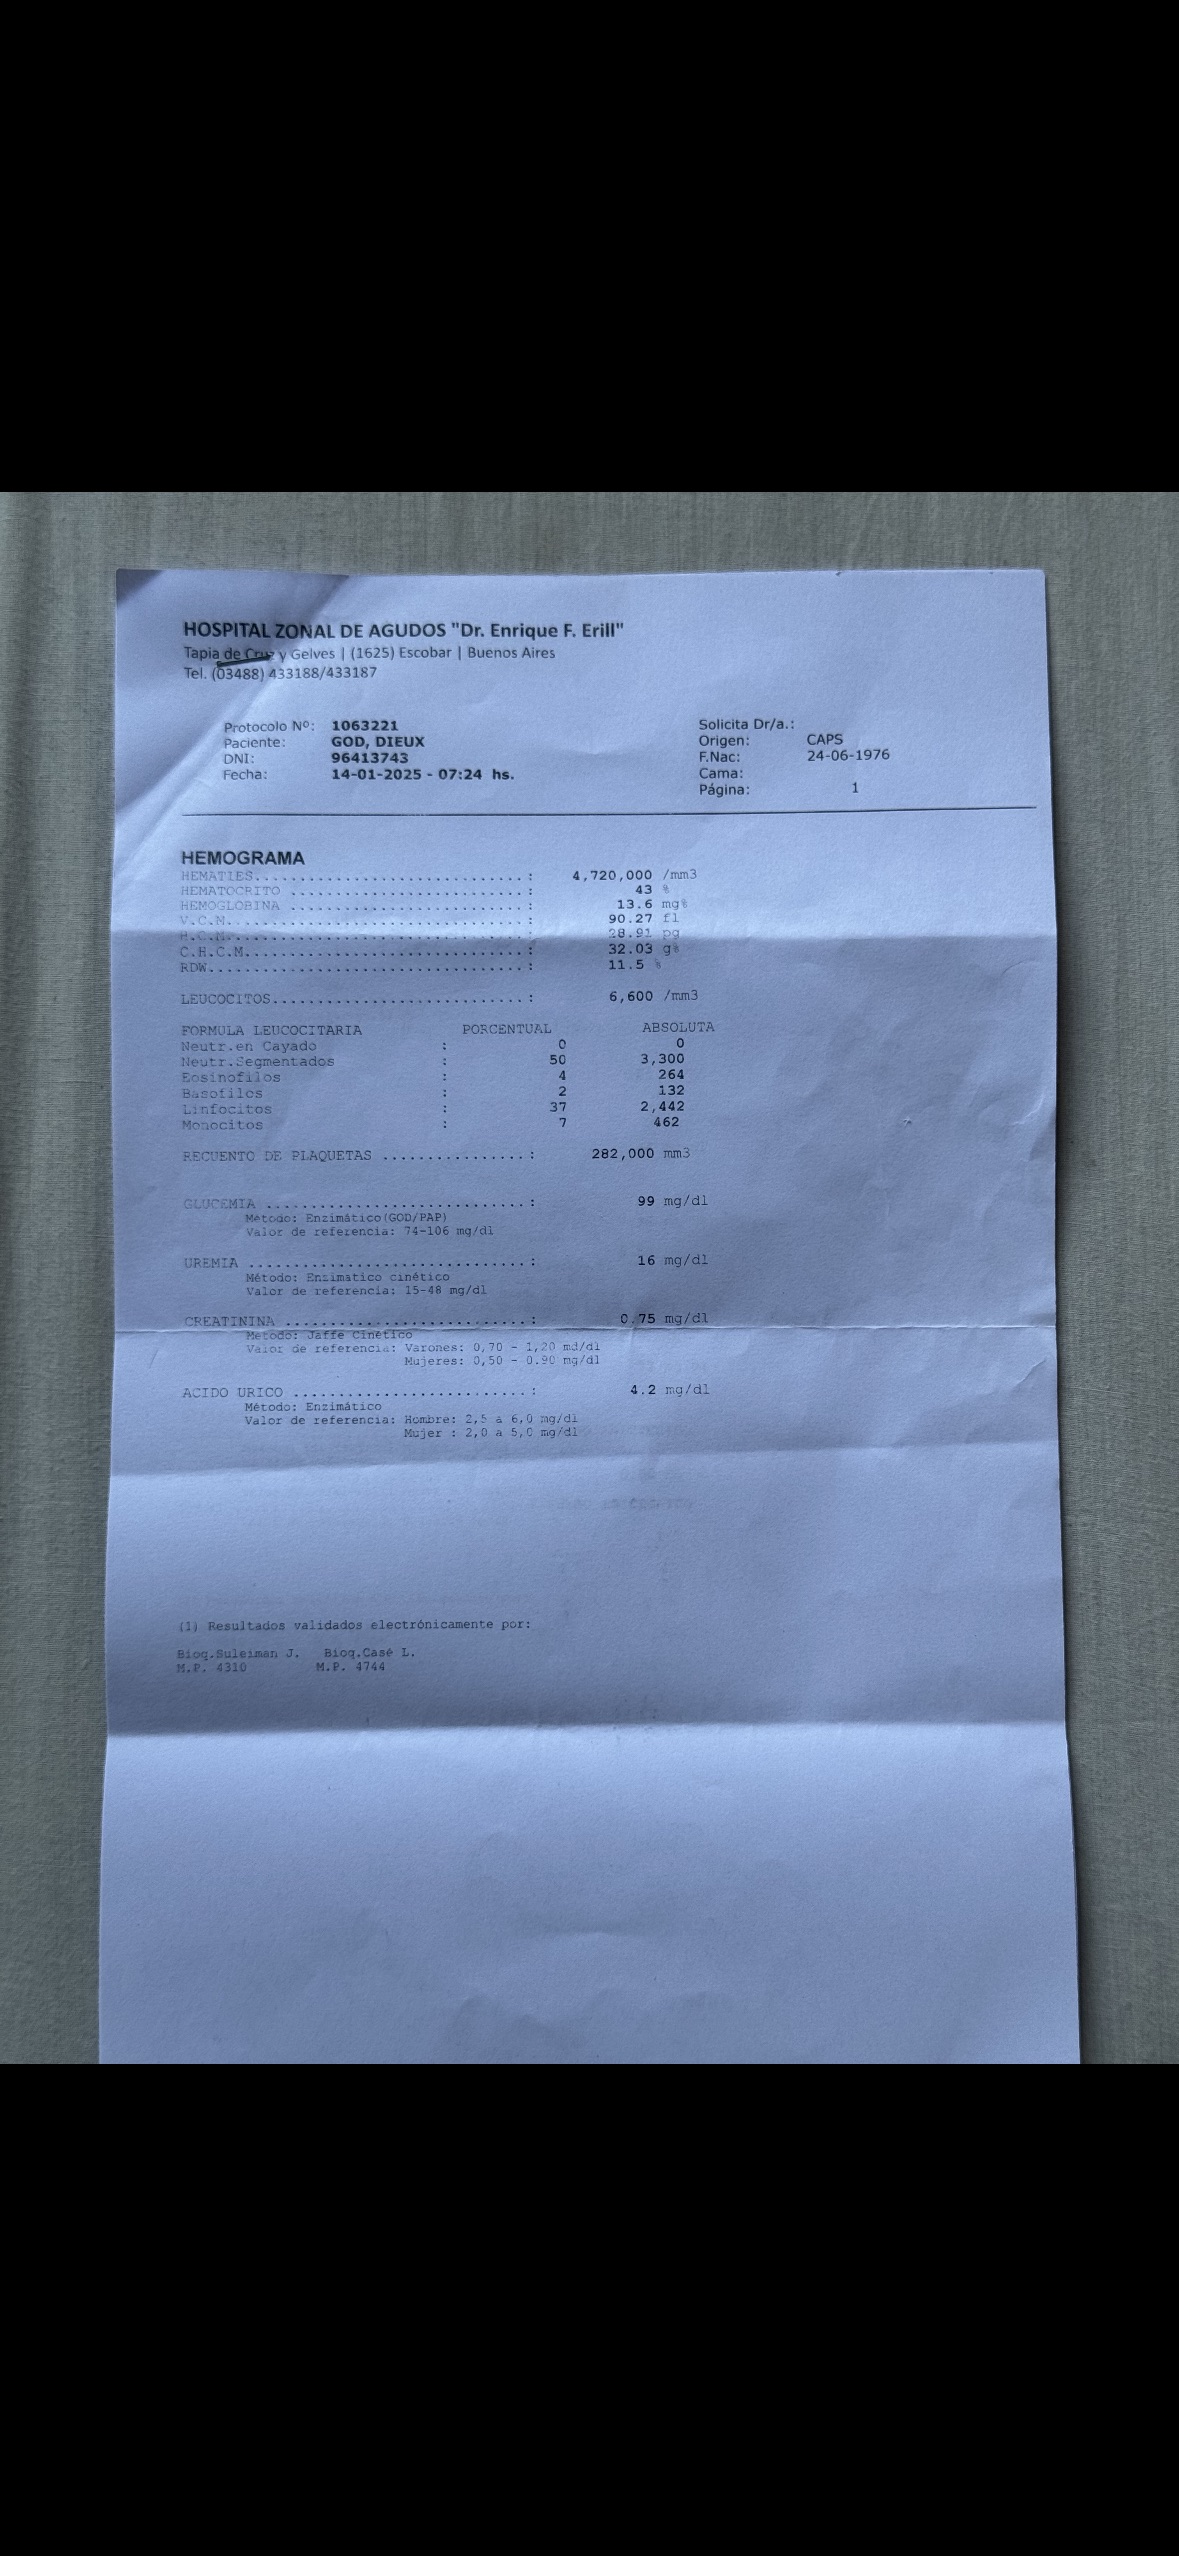 HOSPITAL ZONAL DE AGUDOS "Dr. Enrique F. Erill"
Tapia de Cruz y Gelves | (1625) Escobar | Buenos Aires
Tel. (03488) 433188/433187
Protocolo Nº: 1063221 Solicita Dr/a.:
Paciente: GOD, DIEUX Origen: CAPS
DNI: 96413743 F.Nac: 24-06-1976
Fecha: 14-01-2025 - 07:24 hs. Cama:
Página: 1
HEMOGRAMA
HEMATIES..............................: 4,720,000 /mm3
HEMATOCRITO ..........................: 43 %
HEMOGLOBINA ..........................: 13.6 mg%
V.C.M.................................: 90.27 fl
H.C.M.................................: 28.91 pg
C.H.C.M...............................: 32.03 g%
RDW...................................: 11.5 %
LEUCOCITOS............................: 6,600 /mm3
FORMULA LEUCOCITARIA PORCENTUAL ABSOLUTA
Neutr.en Cayado : 0 0
Neutr.Segmentados : 50 3,300
Eosinofilos : 4 264
Basofilos : 2 132
Linfocitos : 37 2,442
Monocitos : 7 462
RECUENTO DE PLAQUETAS ................: 282,000 mm3
GLUCEMIA .............................: 99 mg/dl
Método: Enzimático(GOD/PAP)
Valor de referencia: 74-106 mg/dl
UREMIA ...............................: 16 mg/dl
Método: Enzimatico cinético
Valor de referencia: 15-48 mg/dl
CREATININA ...........................: 0.75 mg/dl
Metodo: Jaffe Cinético
Valor de referencia: Varones: 0,70 - 1,20 md/dl
Mujeres: 0,50 - 0.90 mg/dl
ACIDO URICO ..........................: 4.2 mg/dl
Método: Enzimático
Valor de referencia: Hombre: 2,5 a 6,0 mg/dl
Mujer : 2,0 a 5,0 mg/dl
(1) Resultados validados electrónicamente por:
Bioq.Suleiman J. Bioq.Casé L.
M.P. 4310 M.P. 4744